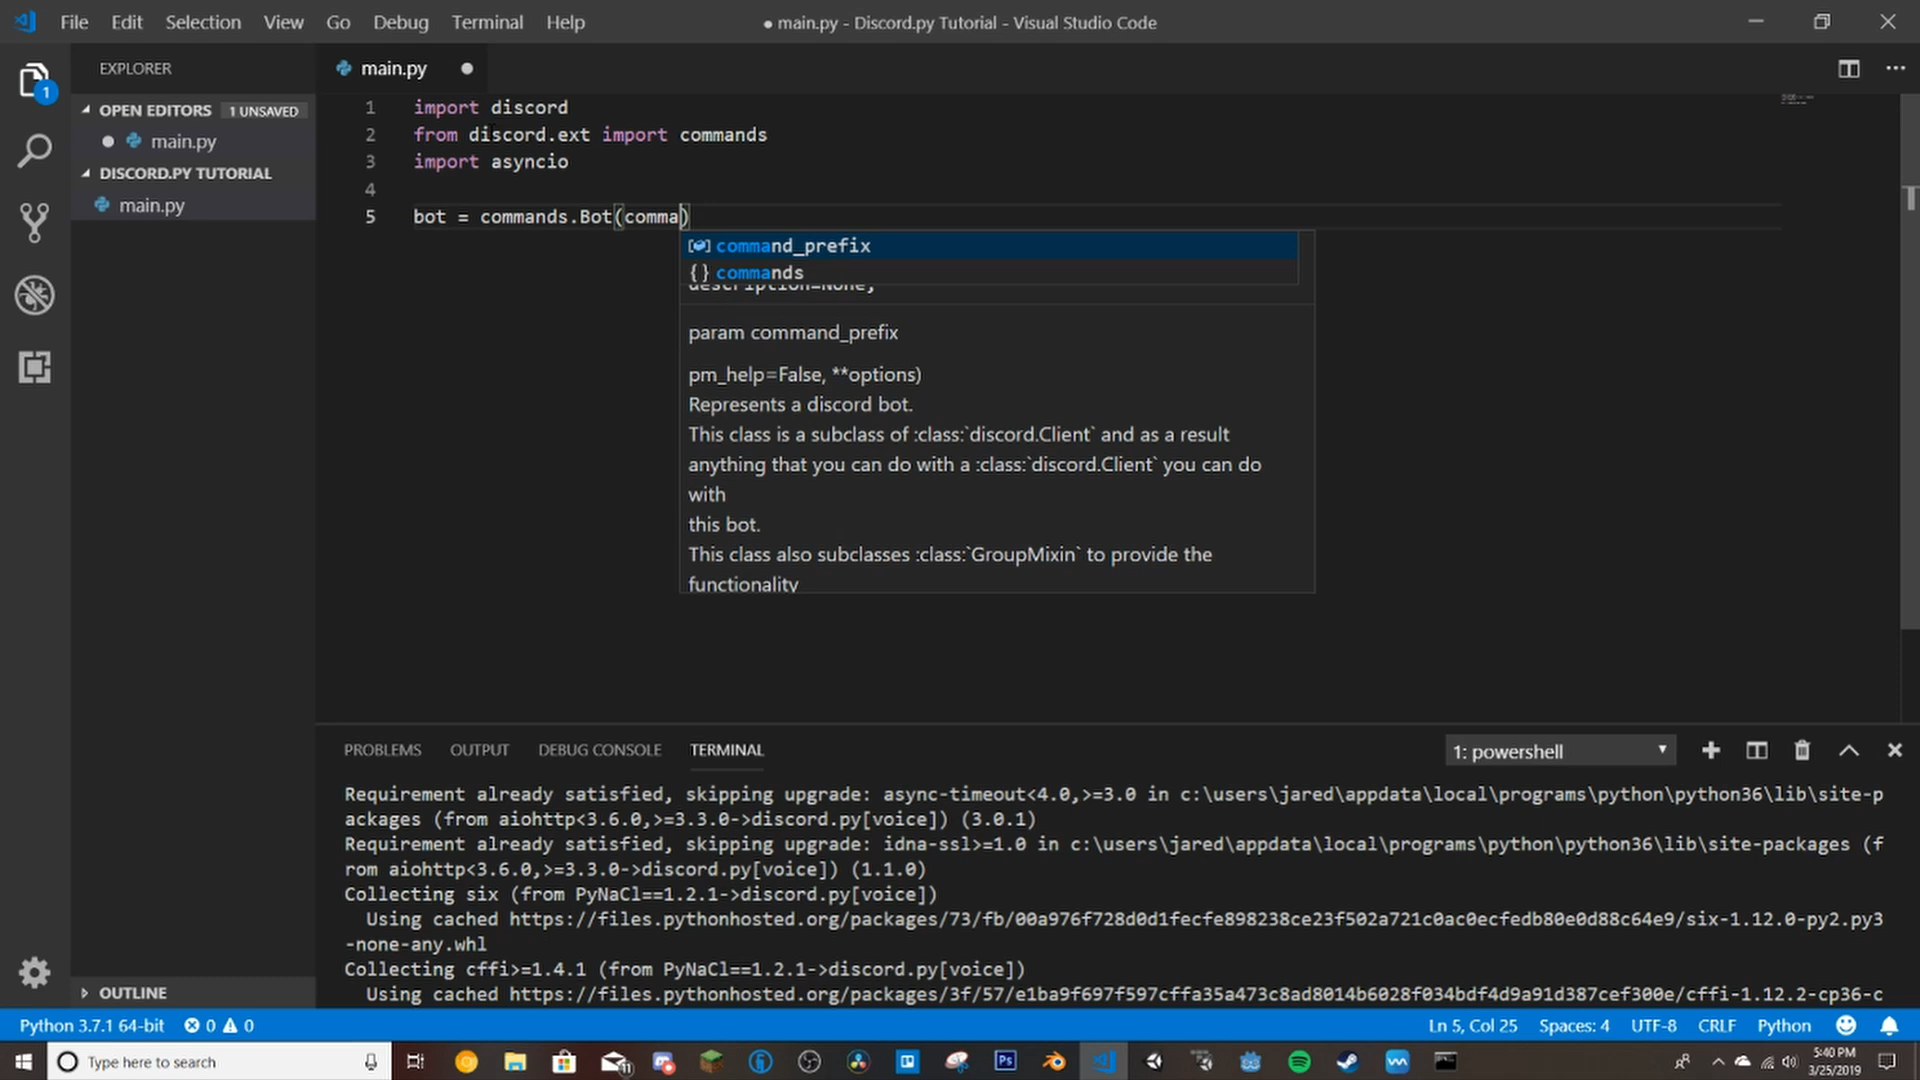 File Edit Selection View Go Debug Terminal Help
● main.py - Discord.py Tutorial - Visual Studio Code
EXPLORER
main.py
OPEN EDITORS 1 UNSAVED
main.py
DISCORD.PY TUTORIAL
main.py
1
1 import discord
2 from discord.ext import commands
3 import asyncio
4
5 bot = commands.Bot(comma)
command_prefix
{} commands
description=None,
param command_prefix
pm_help=False, **options)
Represents a discord bot.
This class is a subclass of :class:`discord.Client` and as a result
anything that you can do with a :class:`discord.Client` you can do
with
this bot.
This class also subclasses :class:`GroupMixin` to provide the
functionality
PROBLEMS OUTPUT DEBUG CONSOLE TERMINAL
1: powershell
Requirement already satisfied, skipping upgrade: async-timeout<4.0,>=3.0 in c:\users\jared\appdata\local\programs\python\python36\lib\site-p
ackages (from aiohttp<3.6.0,>=3.3.0->discord.py[voice]) (3.0.1)
Requirement already satisfied, skipping upgrade: idna-ssl>=1.0 in c:\users\jared\appdata\local\programs\python\python36\lib\site-packages (f
rom aiohttp<3.6.0,>=3.3.0->discord.py[voice]) (1.1.0)
Collecting six (from PyNaCl==1.2.1->discord.py[voice])
Using cached https://files.pythonhosted.org/packages/73/fb/00a976f728d0d1fecfe898238ce23f502a721c0ac0ecfedb80e0d88c64e9/six-1.12.0-py2.py3
-none-any.whl
Collecting cffi>=1.4.1 (from PyNaCl==1.2.1->discord.py[voice])
Using cached https://files.pythonhosted.org/packages/3f/57/e1ba9f697f597cffa35a473c8ad8014b6028f034bdf4d9a91d387cef300e/cffi-1.12.2-cp36-c
OUTLINE
Python 3.7.1 64-bit 0 0
Ln 5, Col 25 Spaces: 4 UTF-8 CRLF Python
Type here to search
11
Ps
5:40 PM
3/25/2019